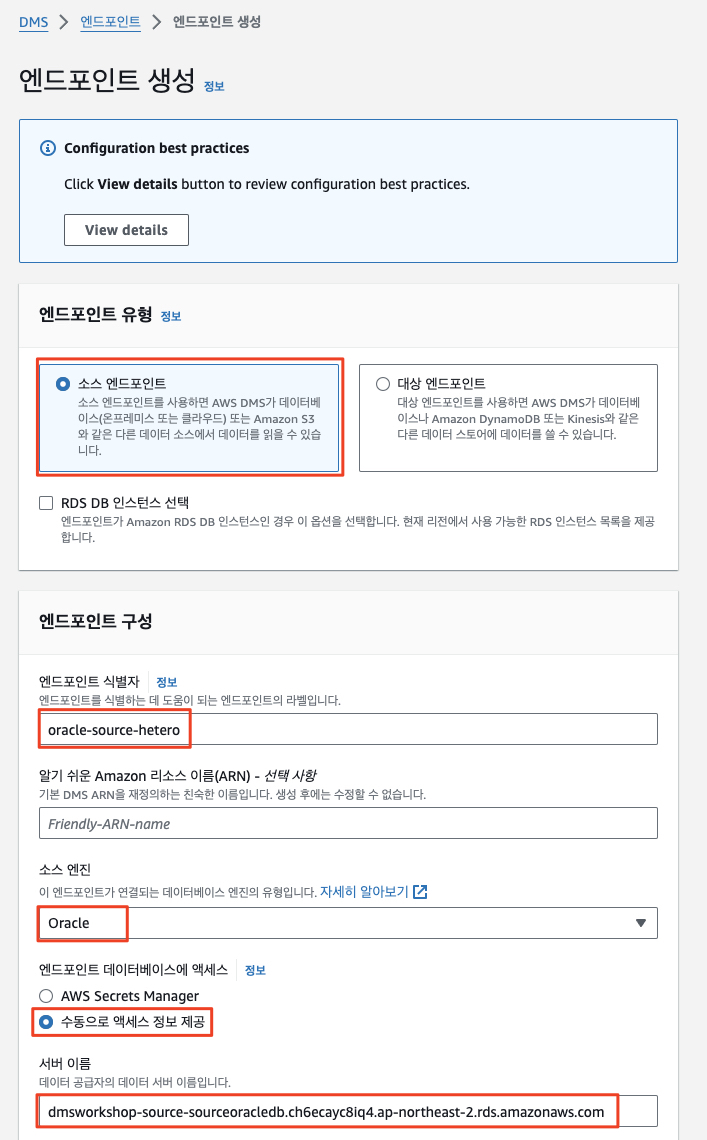 DMS > 엔드포인트 > 엔드포인트 생성
엔드포인트 생성 정보
Configuration best practices
Click View details button to review configuration best practices.
View details
엔드포인트 유형 정보
소스 엔드포인트
소스 엔드포인트를 사용하면 AWS DMS가 데이터베
이스(온프레미스 또는 클라우드) 또는 Amazon S3
와 같은 다른 데이터 소스에서 데이터를 읽을 수 있습
니다.
대상 엔드포인트
대상 엔드포인트를 사용하면 AWS DMS가 데이터베
이스나 Amazon DynamoDB 또는 Kinesis와 같은
다른 데이터 스토어에 데이터를 쓸 수 있습니다.
RDS DB 인스턴스 선택
엔드포인트가 Amazon RDS DB 인스턴스인 경우 이 옵션을 선택합니다. 현재 리전에서 사용 가능한 RDS 인스턴스 목록을 제공
합니다.
엔드포인트 구성
엔드포인트 식별자 정보
엔드포인트를 식별하는 데 도움이 되는 엔드포인트의 라벨입니다.
oracle-source-hetero
알기 쉬운 Amazon 리소스 이름(ARN) - 선택 사항
기본 DMS ARN을 재정의하는 친숙한 이름입니다. 생성 후에는 수정할 수 없습니다.
Friendly-ARN-name
소스 엔진
이 엔드포인트가 연결되는 데이터베이스 엔진의 유형입니다. 자세히 알아보기
Oracle
엔드포인트 데이터베이스에 액세스 정보
AWS Secrets Manager
수동으로 액세스 정보 제공
서버 이름
데이터 공급자의 데이터 서버 이름입니다.
dmsworkshop-source-sourceoracledb.ch6ecayc8iq4.ap-northeast-2.rds.amazonaws.com